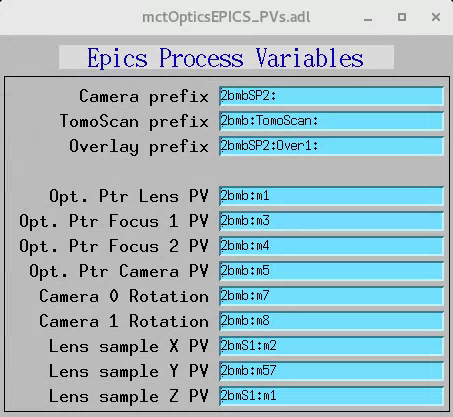 mctOpticsEPICS_PVs.adl
Epics Process Variables
Camera prefix 2bmbSP2:
TomoScan prefix 2bmb:TomoScan:
Overlay prefix 2bmbSP2:Over1:
Opt. Ptr Lens PV 2bmb:m1
Opt. Ptr Focus 1 PV 2bmb:m3
Opt. Ptr Focus 2 PV 2bmb:m4
Opt. Ptr Camera PV 2bmb:m5
Camera 0 Rotation 2bmb:m7
Camera 1 Rotation 2bmb:m8
Lens sample X PV 2bmS1:m2
Lens sample Y PV 2bmb:m57
Lens sample Z PV 2bmS1:m1